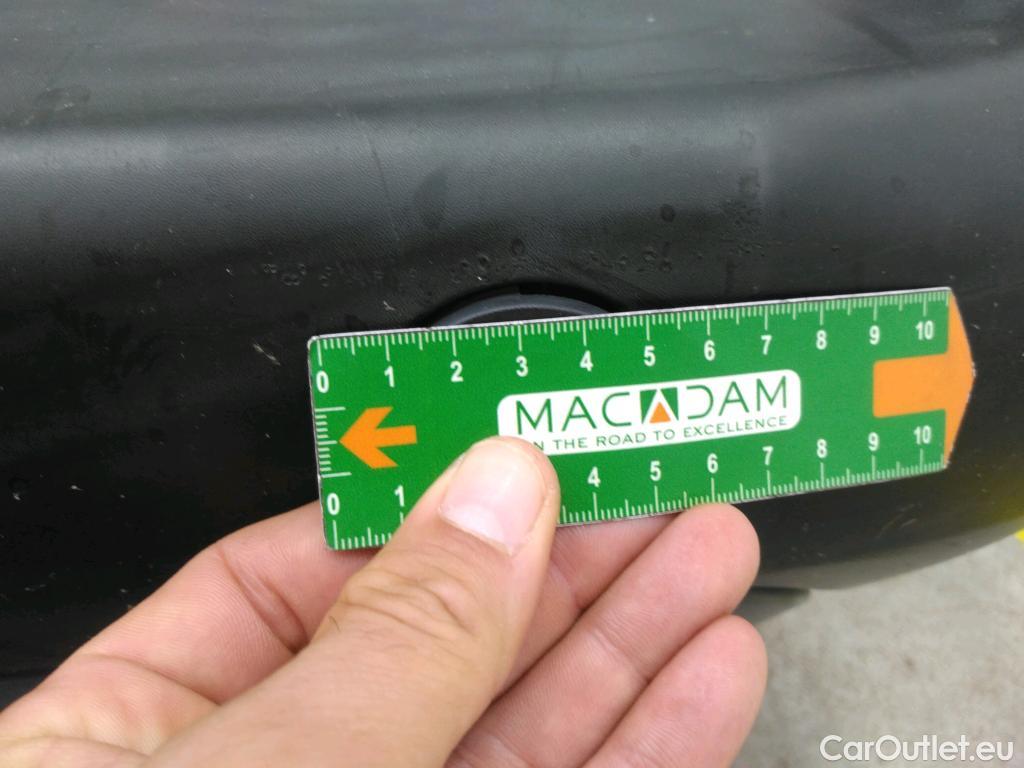 0 1 2 3 4 5 6 7 8 9 10
MACADAM
N THE ROAD TO EXCELLENCE
0 1 4 5 6 7 8 9 10
CarOutlet.eu